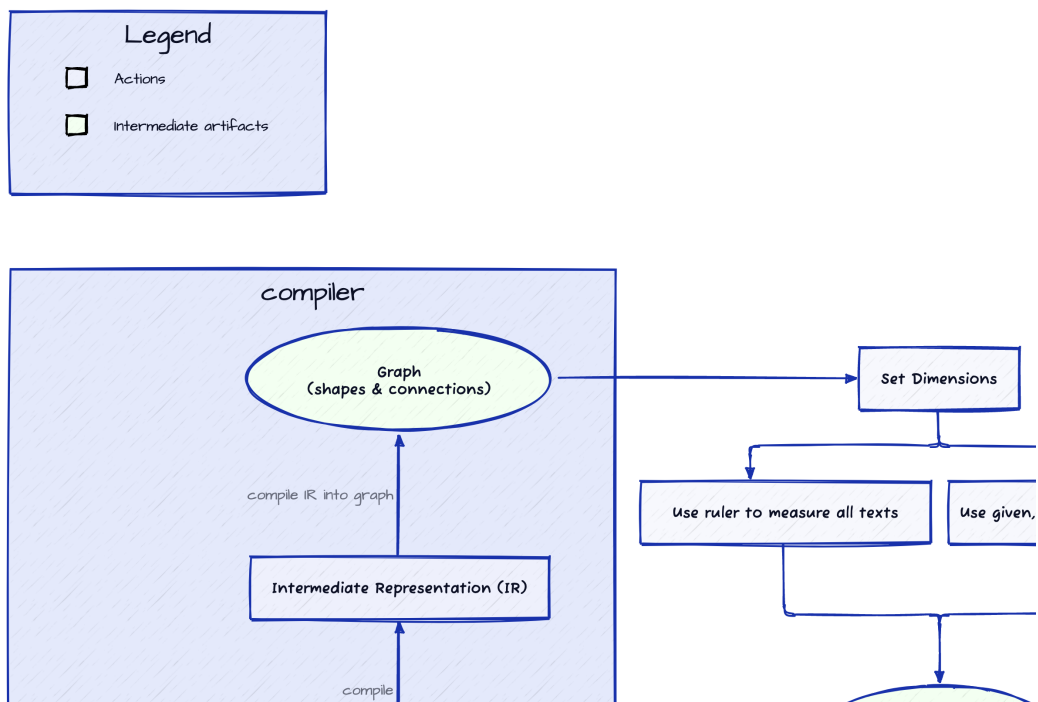 Legend
Actions
Intermediate artifacts
compiler
Graph
(shapes & connections)
Set Dimensions
compile IR into graph
Use ruler to measure all texts
Use given,
Intermediate Representation (IR)
compile